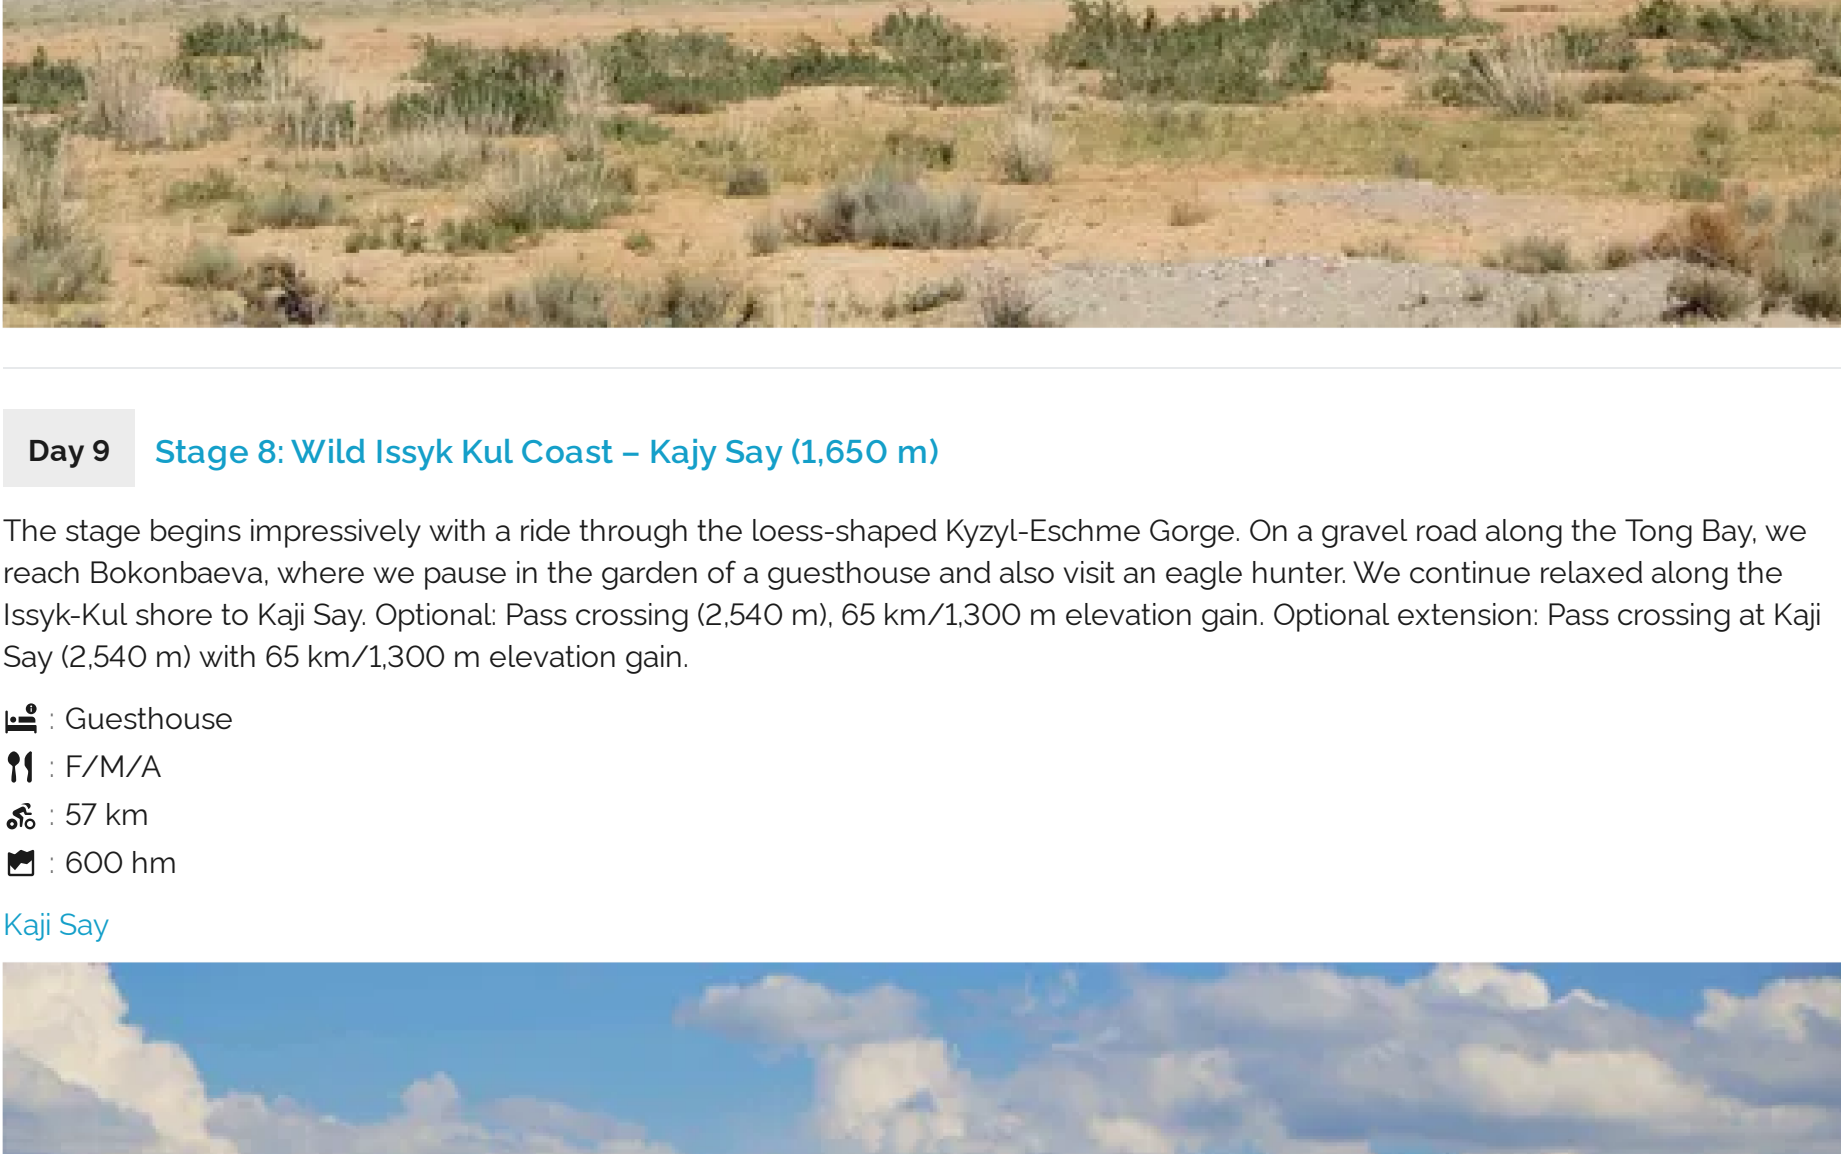 Day 9
Stage 8: Wild Issyk Kul Coast – Kajy Say (1,650 m)
The stage begins impressively with a ride through the loess-shaped Kyzyl-Eschme Gorge. On a gravel road along the Tong Bay, we
reach Bokonbaeva, where we pause in the garden of a guesthouse and also visit an eagle hunter. We continue relaxed along the
Issyk-Kul shore to Kaji Say. Optional: Pass crossing (2,540 m), 65 km/1,300 m elevation gain. Optional extension: Pass crossing at Kaji
Say (2,540 m) with 65 km/1,300 m elevation gain.
: Guesthouse
: F/M/A
: 57 km
: 600 hm
Kaji Say